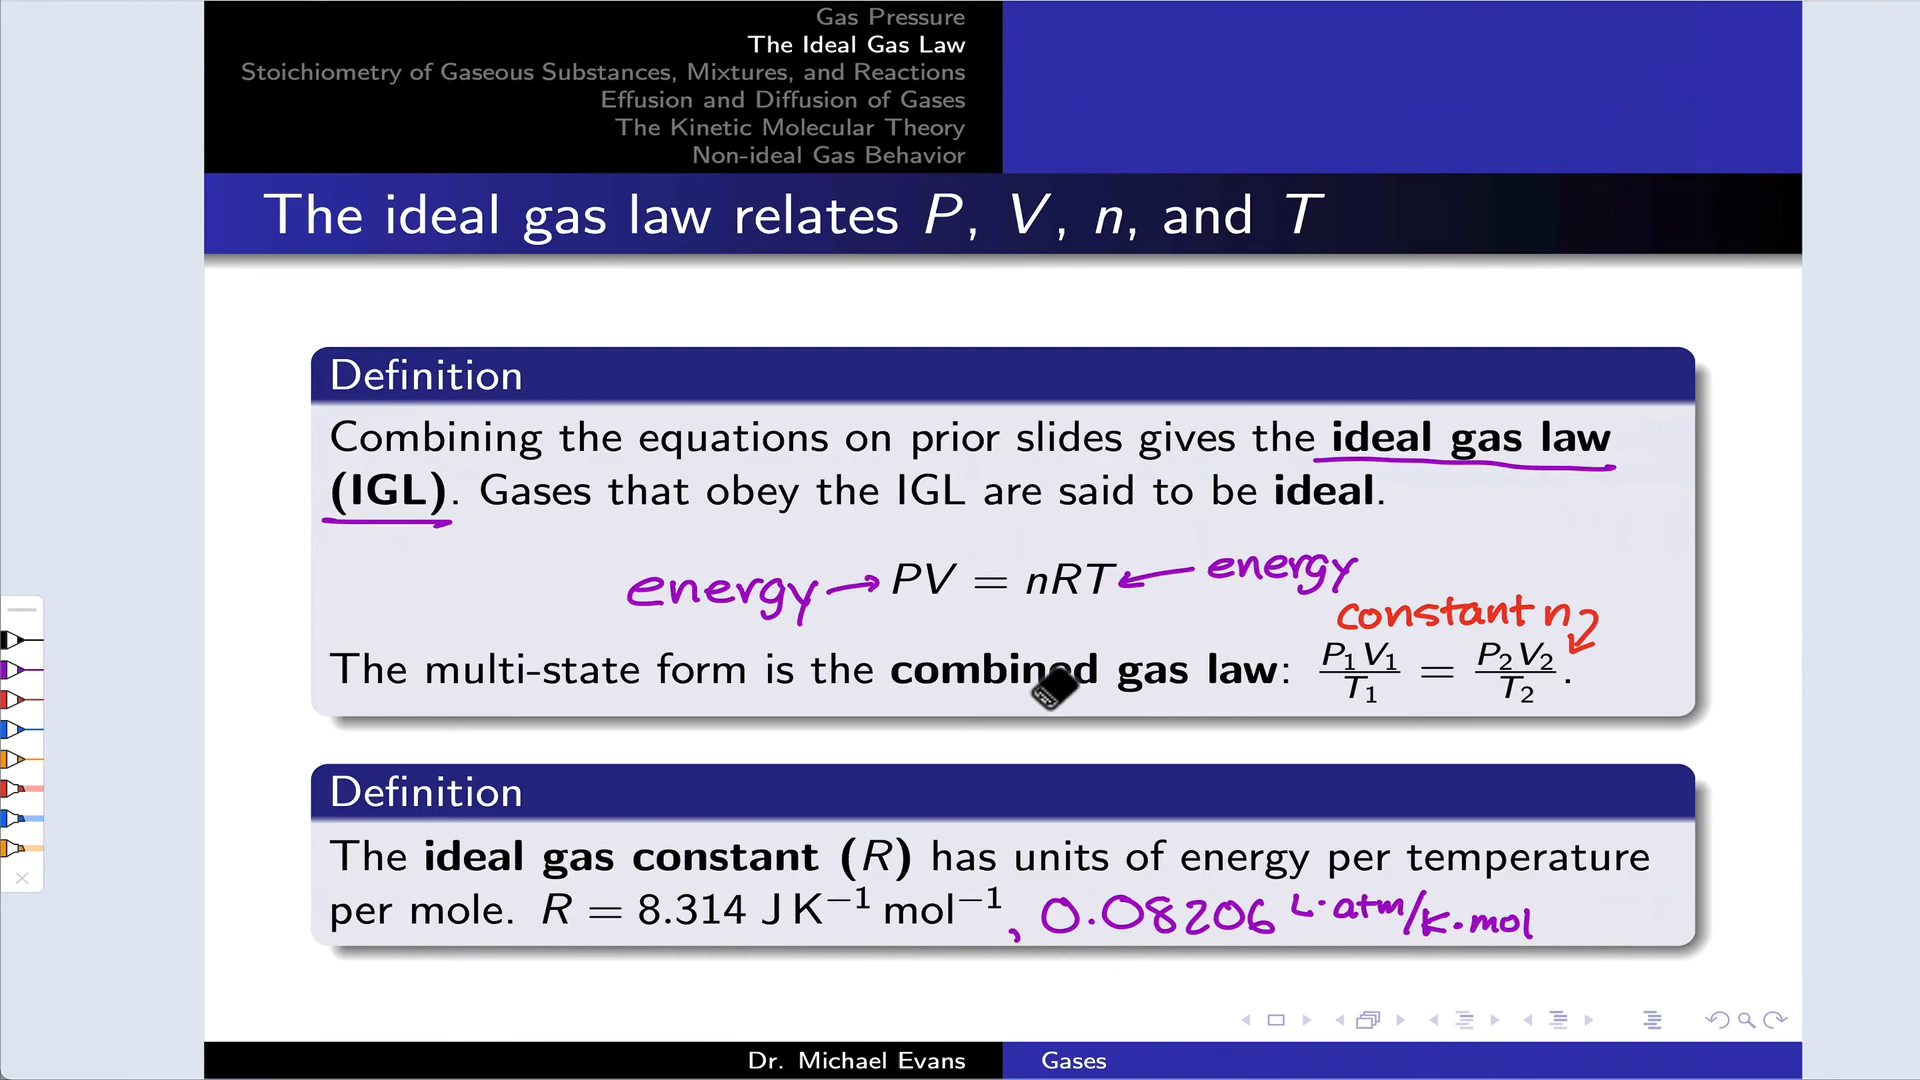 Gas Pressure
The Ideal Gas Law
Stoichiometry of Gaseous Substances, Mixtures, and Reactions
Effusion and Diffusion of Gases
The Kinetic Molecular Theory
Non-ideal Gas Behavior
The ideal gas law relates P, V, n, and T
Definition
Combining the equations on prior slides gives the ideal gas law
(IGL). Gases that obey the IGL are said to be ideal.
energy → PV = nRT ← energy
constant n
The multi-state form is the combined gas law: P₁V₁/T₁ = P₂V₂/T₂.
Definition
The ideal gas constant (R) has units of energy per temperature
per mole. R = 8.314 J K⁻¹ mol⁻¹, 0.08206 L·atm/K·mol
Dr. Michael Evans
Gases